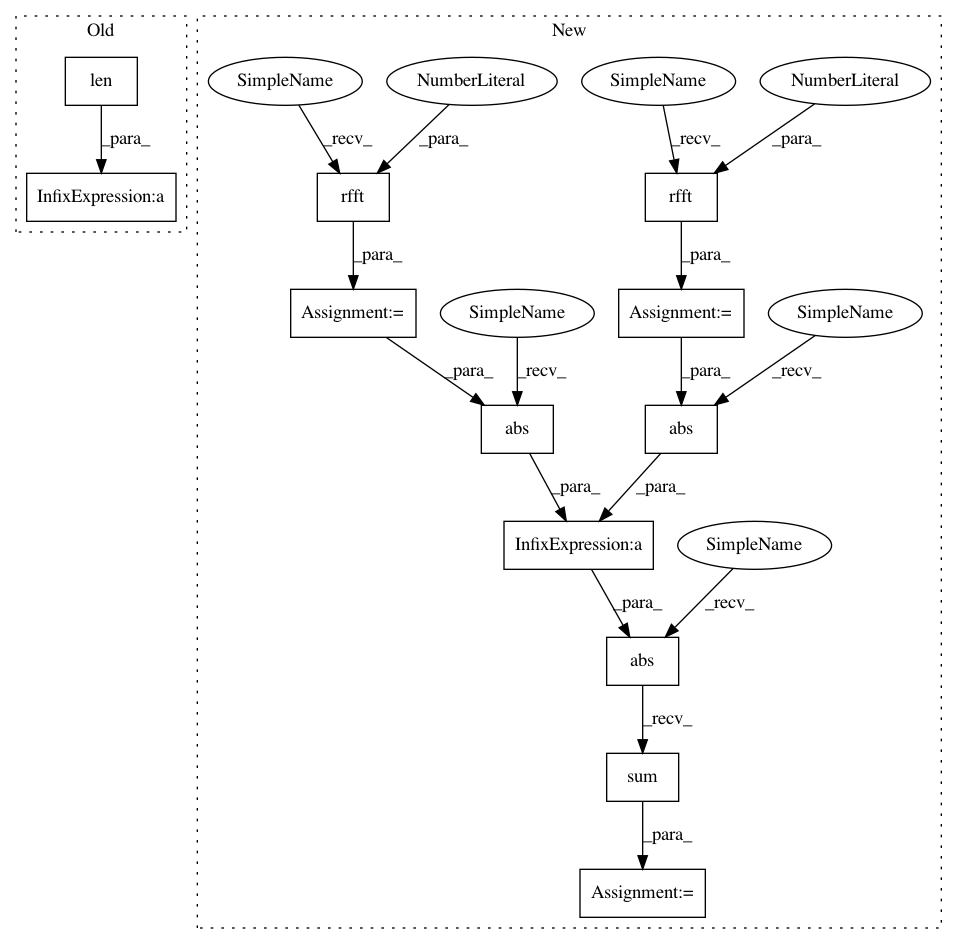 Old
New
len
SimpleName
NumberLiteral
SimpleName
NumberLiteral
_para_
_recv_
_para_
_recv_
_para_
InfixExpression:a
rfft
rfft
_para_
_para_
Assignment:=
SimpleName
Assignment:=
SimpleName
_para_
_recv_
_para_
_recv_
abs
abs
_para_
_para_
InfixExpression:a
SimpleName
_para_
_recv_
abs
_recv_
sum
_para_
Assignment:=